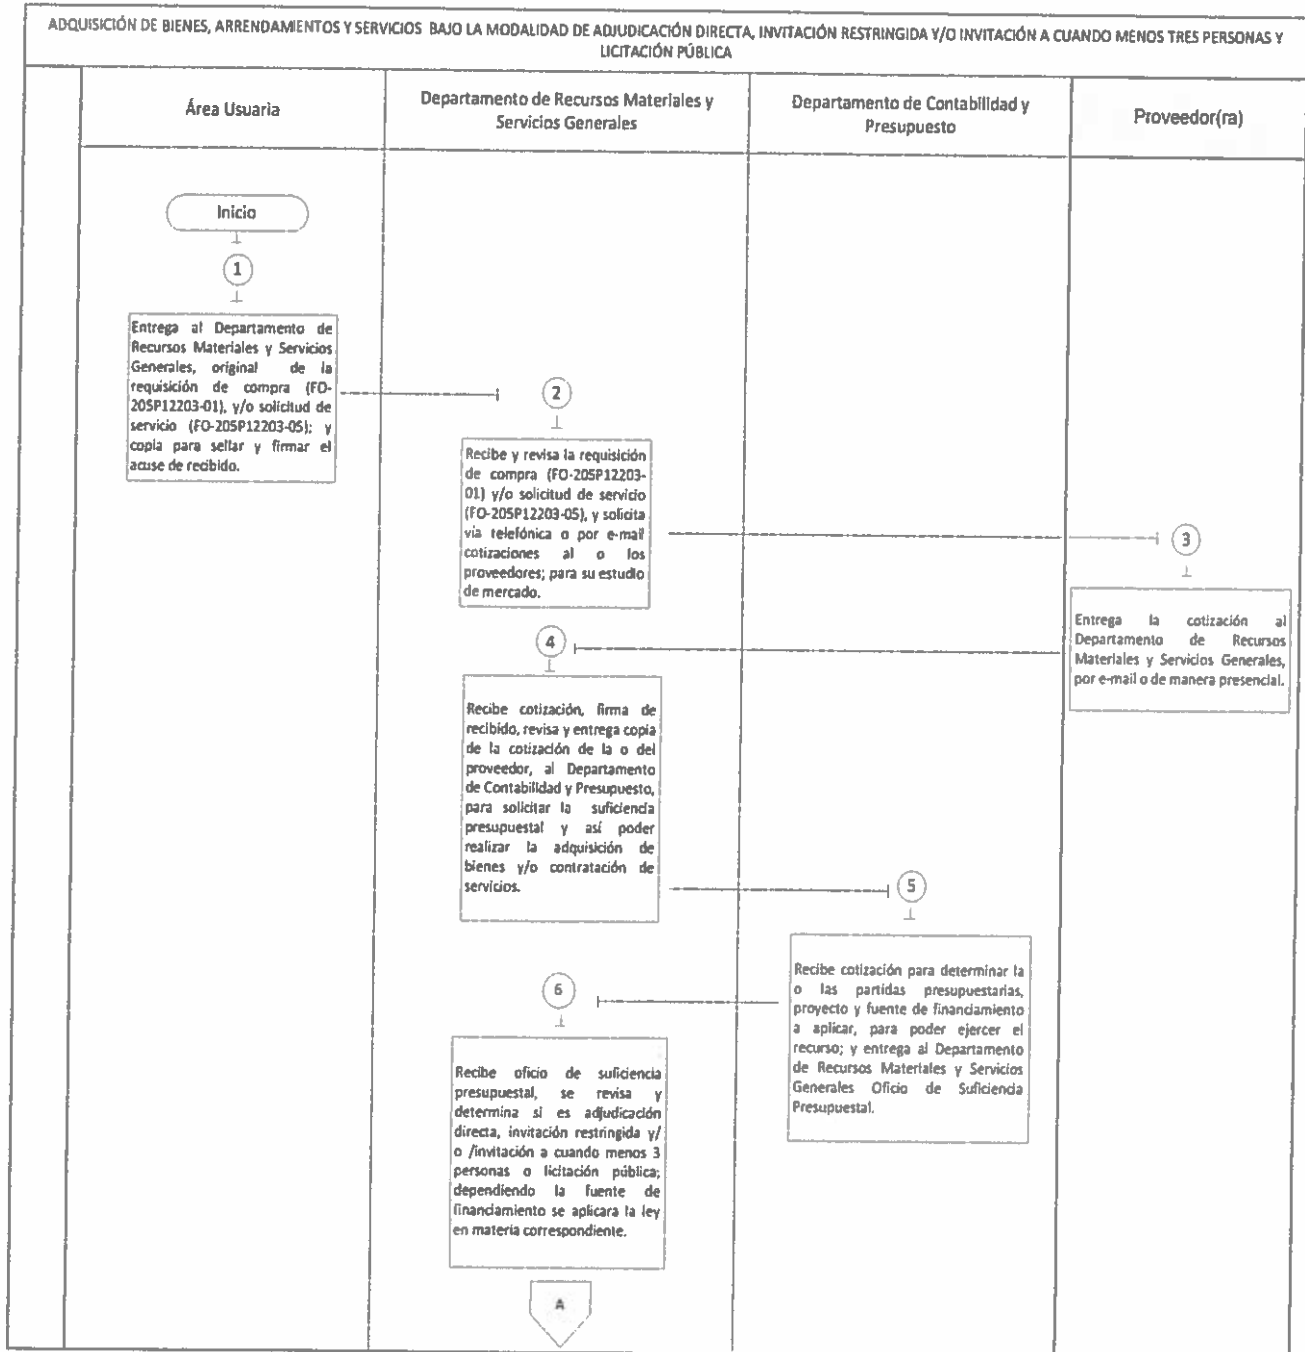 ADQUISICIÓN DE BIENES, ARRENDAMIENTOS Y SERVICIOS BAJO LA MODALIDAD DE ADJUDICACIÓN DIRECTA, INVITACIÓN RESTRINGIDA Y/O INVITACIÓN A CUANDO MENOS TRES PERSONAS Y
LICITACIÓN PÚBLICA
Área Usuaria
Departamento de Recursos Materiales y
Servicios Generales
Departamento de Contabilidad y
Presupuesto
Proveedor(ra)
Inicio
1
Entrega al Departamento de
Recursos Materiales y Servicios
Generales, original de la
requisición de compra (FO-
205P12203-01), y/o solicitud de
servicio (FO-205P12203-05); y
copia para sellar y firmar el
acuse de recibido.
2
Recibe y revisa la requisición
de compra (FO-205P12203-
01) y/o solicitud de servicio
(FO-205P12203-05), y solicita
vía telefónica o por e-mail
cotizaciones al o los
proveedores; para su estudio
de mercado.
3
Entrega la cotización al
Departamento de Recursos
Materiales y Servicios Generales,
por e-mail o de manera presencial.
4
Recibe cotización, firma de
recibido, revisa y entrega copia
de la cotización de la o del
proveedor, al Departamento
de Contabilidad y Presupuesto,
para solicitar la suficiencia
presupuestal y así poder
realizar la adquisición de
bienes y/o contratación de
servicios.
5
Recibe cotización para determinar la
o las partidas presupuestarias,
proyecto y fuente de financiamiento
a aplicar, para poder ejercer el
recurso; y entrega al Departamento
de Recursos Materiales y Servicios
Generales Oficio de Suficiencia
Presupuestal.
6
Recibe oficio de suficiencia
presupuestal, se revisa y
determina si es adjudicación
directa, invitación restringida y/
o /invitación a cuando menos 3
personas o licitación pública;
dependiendo la fuente de
financiamiento se aplicara la ley
en materia correspondiente.
A